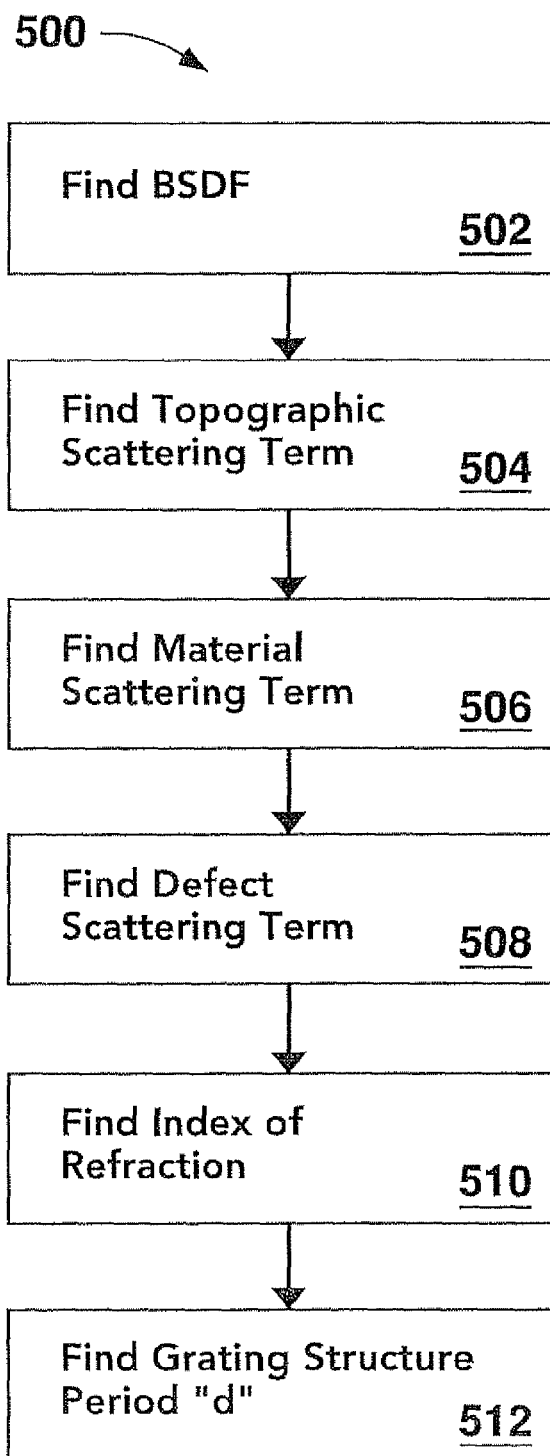 500
Find BSDF
502
Find Topographic
Scattering Term
504
Find Material
Scattering Term
506
Find Defect
Scattering Term
508
Find Index of
Refraction
510
Find Grating Structure
Period "d"
512